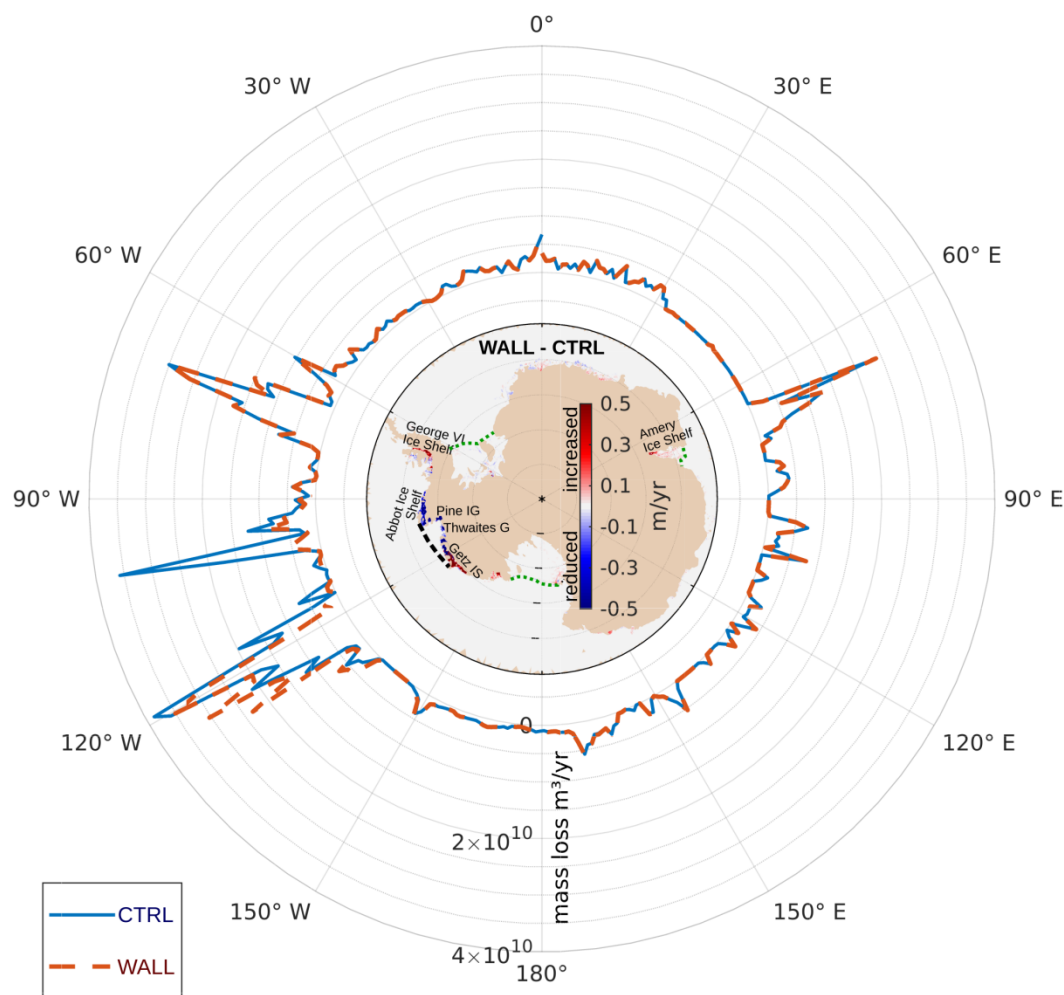 0°
30° W
30° E
60° W
60° E
WALL - CTRL
George VI
Ice Shelf
Amery
Ice Shelf
increased
reduced
0.5
0.3
0.1
-0.1
-0.3
-0.5
m/yr
90° W
90° E
Abbot Ice
Shelf
Pine IG
Thwaites G
Getz IS
120° W
120° E
0
mass loss m³/yr
2×10¹⁰
4×10¹⁰
150° W
150° E
180°
CTRL
WALL